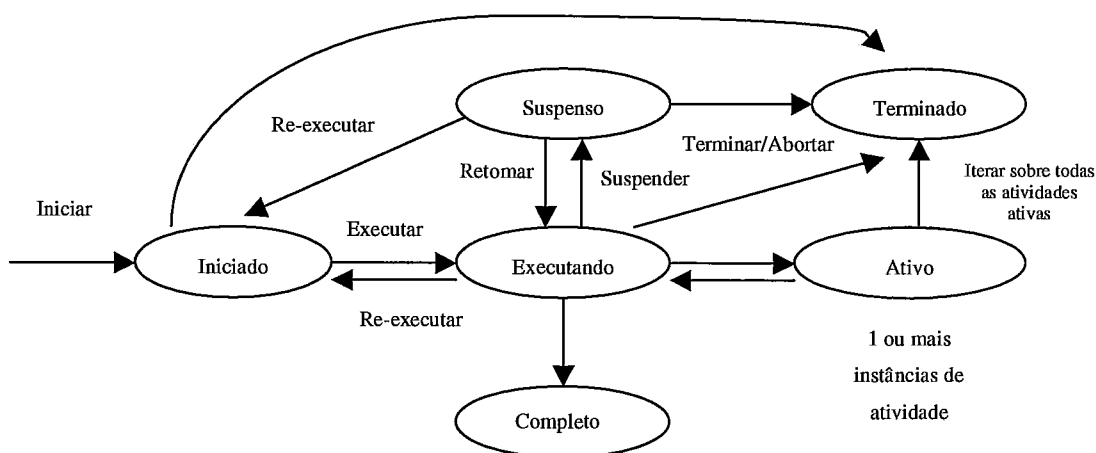 Suspenso
Terminado
Re-executar
Terminar/Abortar
Retomar
Suspender
Iterar sobre todas
as atividades
ativas
Iniciar
Executar
Iniciado
Executando
Ativo
Re-executar
1 ou mais
instâncias de
atividade
Completo